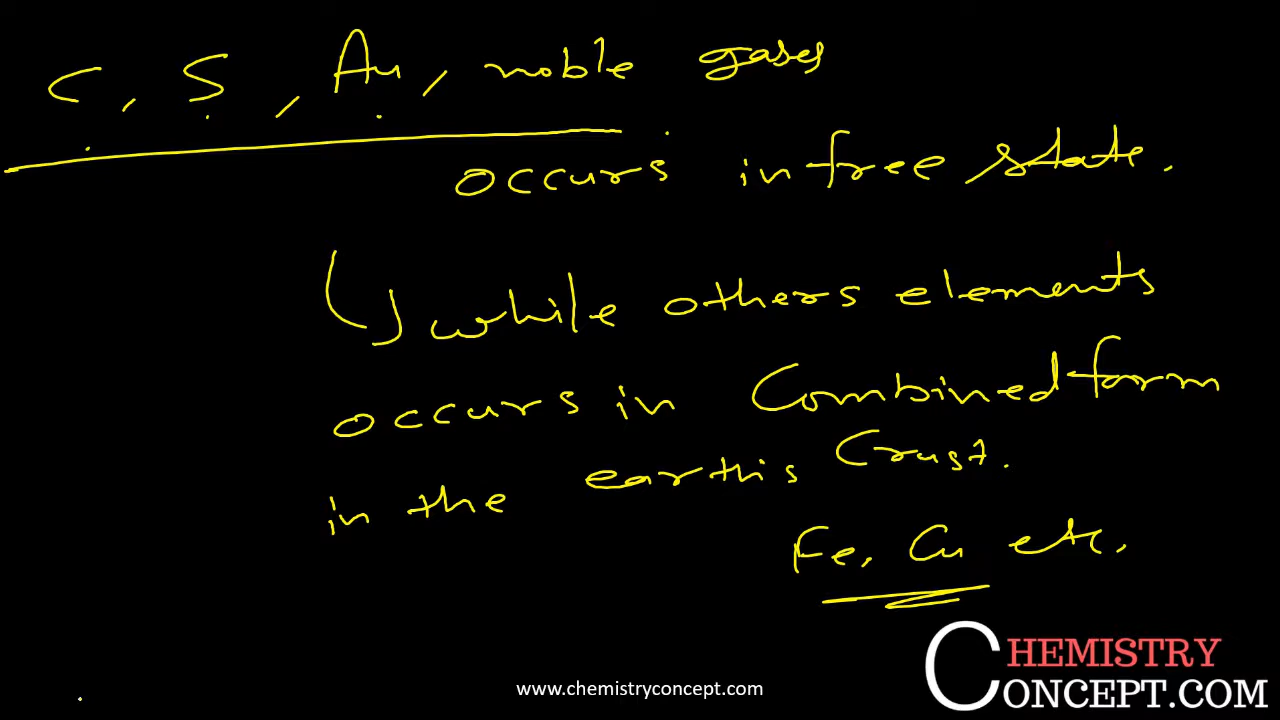 C, S, Au, noble gases
occurs in free state.
while others elements
occurs in Combined form
in the earth's Crust.
Fe, Cu etc.
CHEMISTRY
CONCEPT.COM
www.chemistryconcept.com